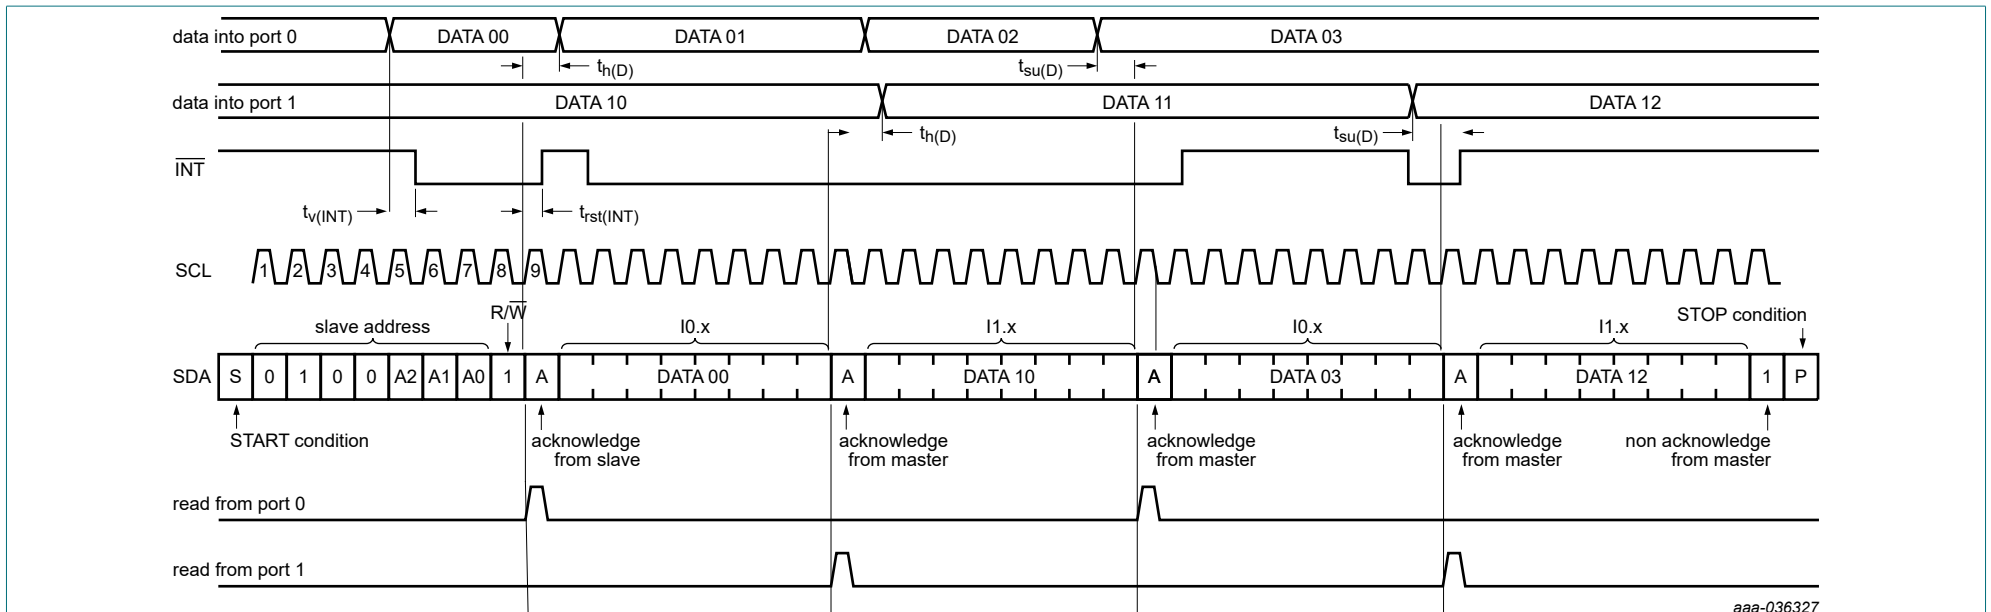 data into port 0 DATA 00 DATA 01 DATA 02 DATA 03
th(D) tsu(D)
data into port 1 DATA 10 DATA 11 DATA 12
th(D) tsu(D)
INT
tv(INT) trst(INT)
SCL 1 2 3 4 5 6 7 8 9
R/W
slave address I0.x I1.x I0.x I1.x STOP condition
SDA S 0 1 0 0 A2 A1 A0 1 A DATA 00 A DATA 10 A DATA 03 A DATA 12 1 P
START condition acknowledge acknowledge acknowledge acknowledge non acknowledge
from slave from master from master from master from master
read from port 0
read from port 1
aaa-036327